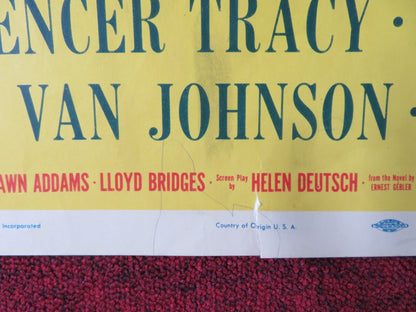 ENCER TRACY ·
VAN JOHNSON ·
AWN ADDAMS · LLOYD BRIDGES · Screen Play by HELEN DEUTSCH · from the Novel by ERNEST GÉBLER
Incorporated
Country of Origin U. S. A.